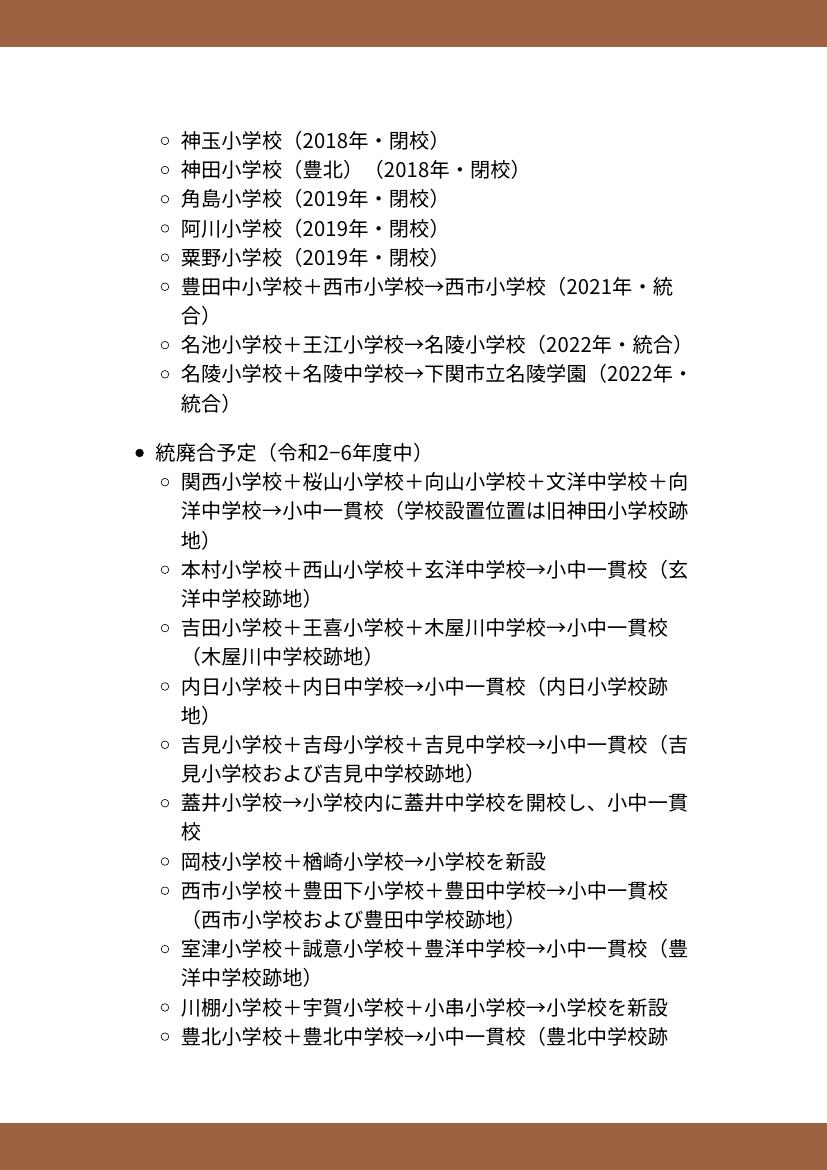 ○ 神玉小学校（2018年・閉校）
○ 神田小学校（豊北）（2018年・閉校）
○ 角島小学校（2019年・閉校）
○ 阿川小学校（2019年・閉校）
○ 粟野小学校（2019年・閉校）
○ 豊田中小学校＋西市小学校→西市小学校（2021年・統
合）
○ 名池小学校＋王江小学校→名陵小学校（2022年・統合）
○ 名陵小学校＋名陵中学校→下関市立名陵学園（2022年・
統合）
● 統廃合予定（令和2–6年度中）
○ 関西小学校＋桜山小学校＋向山小学校＋文洋中学校＋向
洋中学校→小中一貫校（学校設置位置は旧神田小学校跡
地）
○ 本村小学校＋西山小学校＋玄洋中学校→小中一貫校（玄
洋中学校跡地）
○ 吉田小学校＋王喜小学校＋木屋川中学校→小中一貫校
（木屋川中学校跡地）
○ 内日小学校＋内日中学校→小中一貫校（内日小学校跡
地）
○ 吉見小学校＋吉母小学校＋吉見中学校→小中一貫校（吉
見小学校および吉見中学校跡地）
○ 蓋井小学校→小学校内に蓋井中学校を開校し、小中一貫
校
○ 岡枝小学校＋楢崎小学校→小学校を新設
○ 西市小学校＋豊田下小学校＋豊田中学校→小中一貫校
（西市小学校および豊田中学校跡地）
○ 室津小学校＋誠意小学校＋豊洋中学校→小中一貫校（豊
洋中学校跡地）
○ 川棚小学校＋宇賀小学校＋小串小学校→小学校を新設
○ 豊北小学校＋豊北中学校→小中一貫校（豊北中学校跡